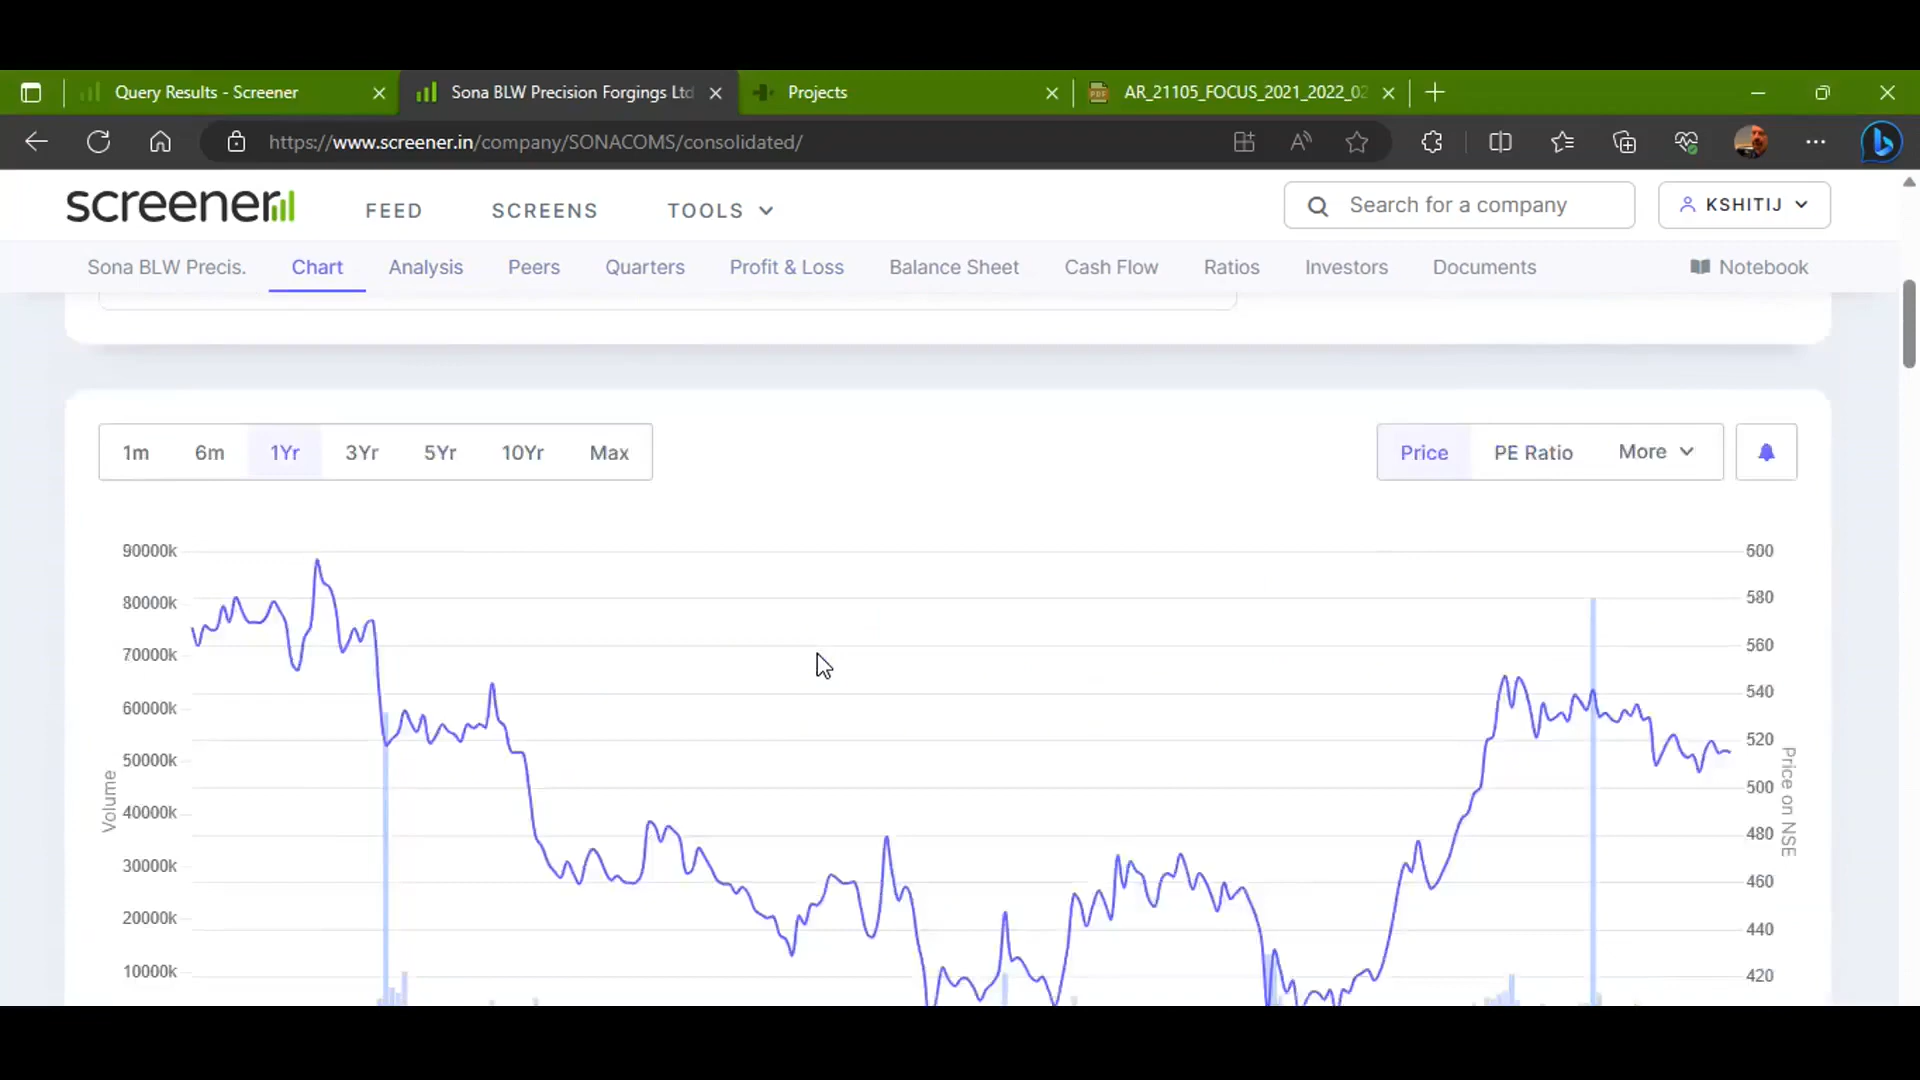 Query Results - Screener
Sona BLW Precision Forgings Ltd
Projects
AR_21105_FOCUS_2021_2022_02
https://www.screener.in/company/SONACOMS/consolidated/
screener
FEED
SCREENS
TOOLS
Search for a company
KSHITIJ
Sona BLW Precis.
Chart
Analysis
Peers
Quarters
Profit & Loss
Balance Sheet
Cash Flow
Ratios
Investors
Documents
Notebook
1m
6m
1Yr
3Yr
5Yr
10Yr
Max
Price
PE Ratio
More
90000k
80000k
70000k
60000k
50000k
40000k
30000k
20000k
10000k
Volume
600
580
560
540
520
500
480
460
440
420
Price on NSE